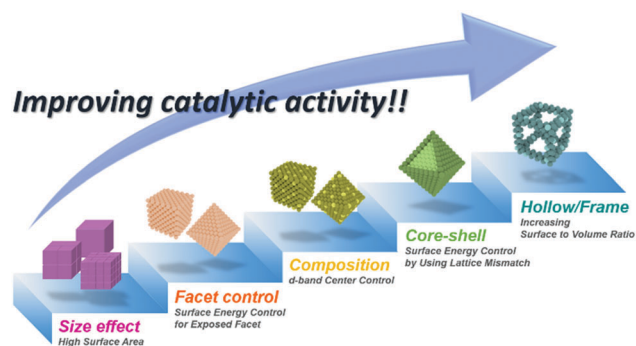 Improving catalytic activity!!
Hollow/Frame
Increasing
Surface to Volume Ratio
Core-shell
Surface Energy Control
by Using Lattice Mismatch
Composition
d-band Center Control
Facet control
Surface Energy Control
for Exposed Facet
Size effect
High Surface Area